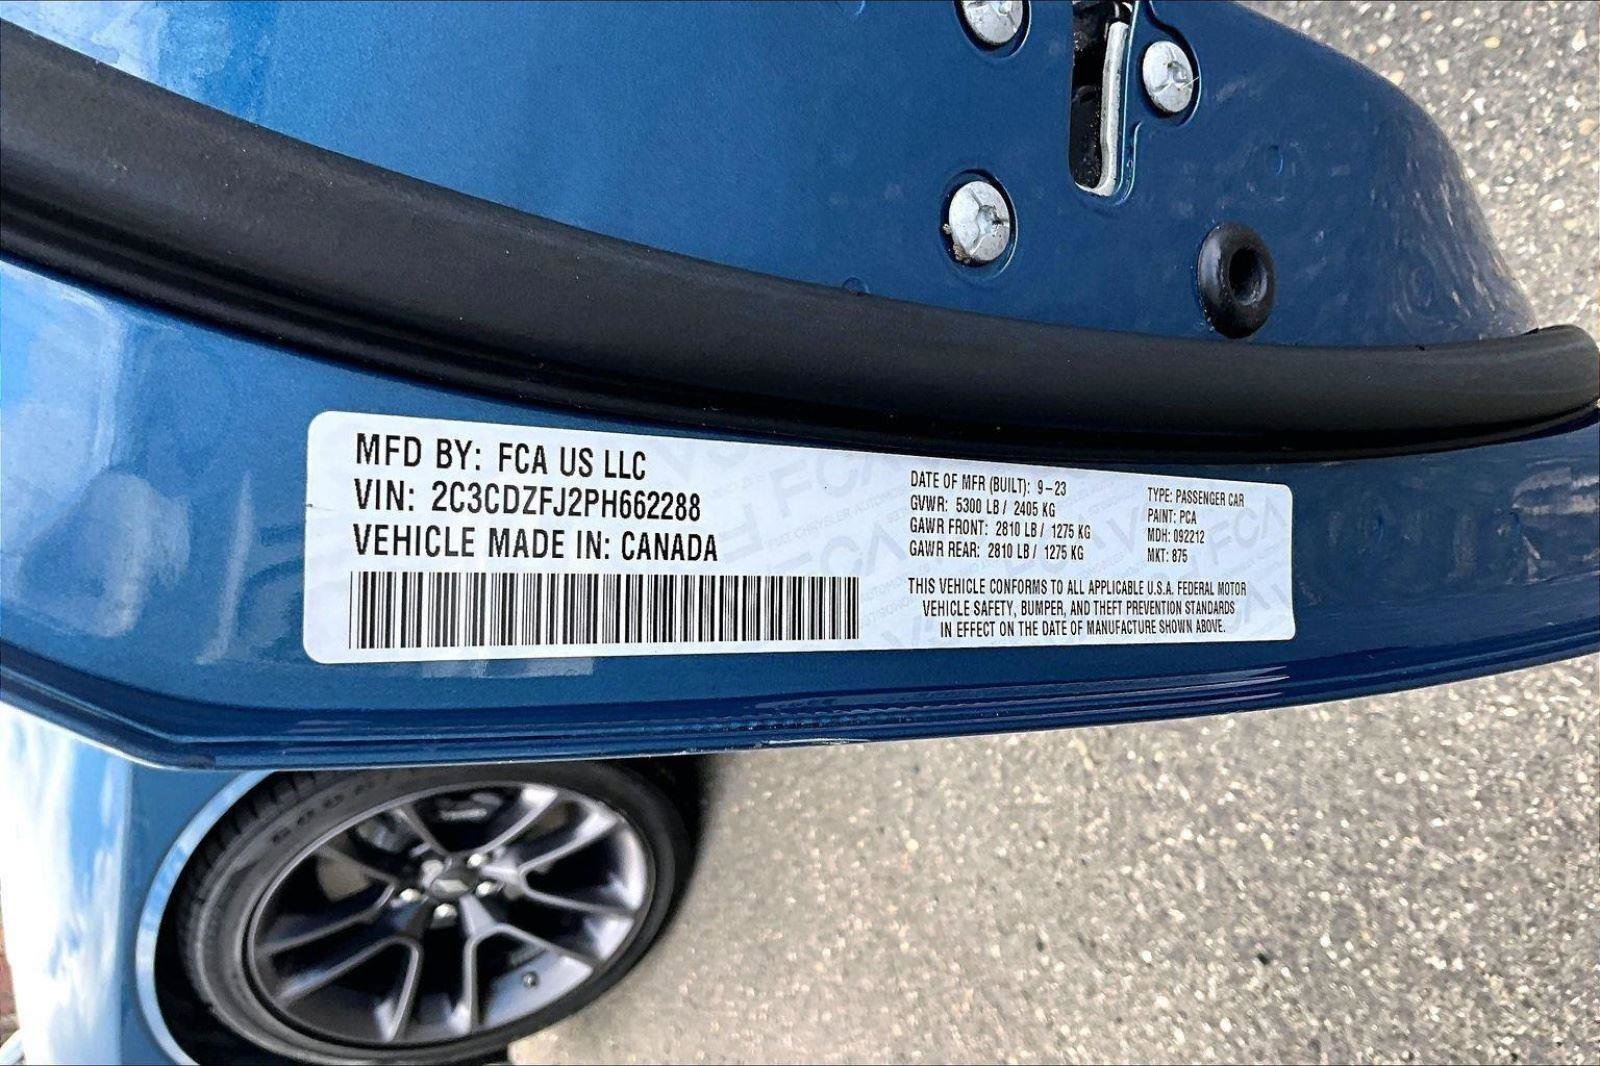 MFD BY: FCA US LLC
VIN: 2C3CDZFJ2PH662288
VEHICLE MADE IN: CANADA
DATE OF MFR (BUILT): 9-23
GVWR: 5300 LB / 2405 KG
GAWR FRONT: 2810 LB / 1275 KG
GAWR REAR: 2810 LB / 1275 KG
TYPE: PASSENGER CAR
PAINT: PCA
MDH: 092212
MKT: 875
THIS VEHICLE CONFORMS TO ALL APPLICABLE U.S.A. FEDERAL MOTOR
VEHICLE SAFETY, BUMPER, AND THEFT PREVENTION STANDARDS
IN EFFECT ON THE DATE OF MANUFACTURE SHOWN ABOVE.